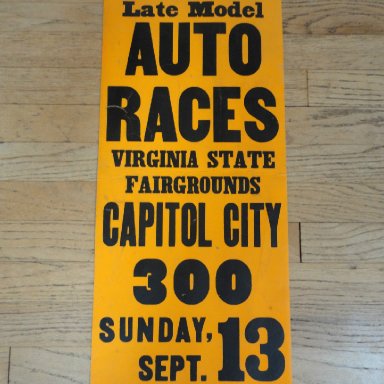 Late Model
AUTO
RACES
VIRGINIA STATE
FAIRGROUNDS
CAPITOL CITY
300
SUNDAY,
SEPT. 13